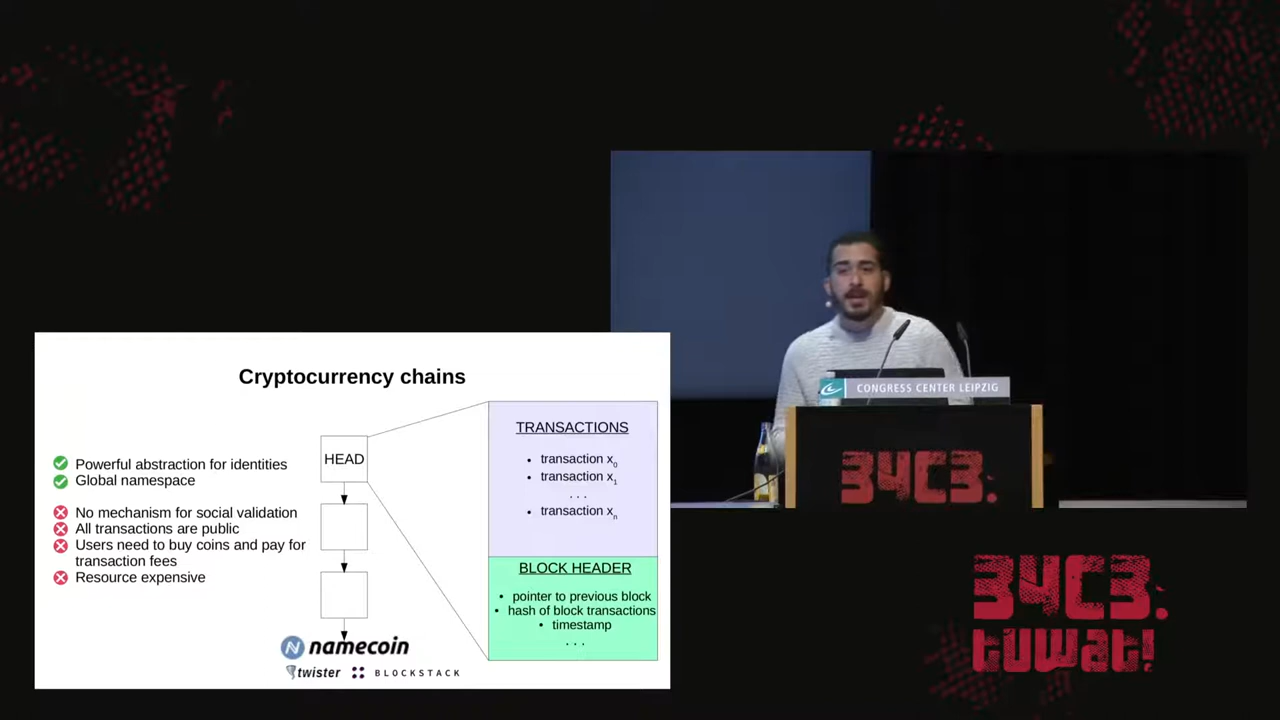 Cryptocurrency chains
Powerful abstraction for identities
Global namespace
No mechanism for social validation
All transactions are public
Users need to buy coins and pay for
transaction fees
Resource expensive
HEAD
TRANSACTIONS
• transaction x0
• transaction x1
. . .
• transaction xn
BLOCK HEADER
• pointer to previous block
• hash of block transactions
• timestamp
. . .
namecoin
twister BLOCKSTACK
CONGRESS CENTER LEIPZIG
34C3:
34C3:
tuwat!